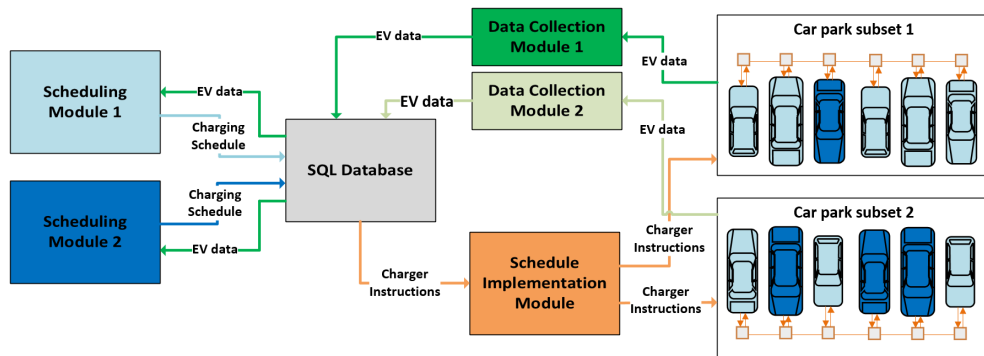 Scheduling
Module 1
EV data
Charging
Schedule
Scheduling
Module 2
Charging
Schedule
EV data
SQL Database
EV data
Data Collection
Module 1
EV data
Data Collection
Module 2
EV data
EV data
Charger
Instructions
Schedule
Implementation
Module
Charger
Instructions
Charger
Instructions
Car park subset 1
Car park subset 2